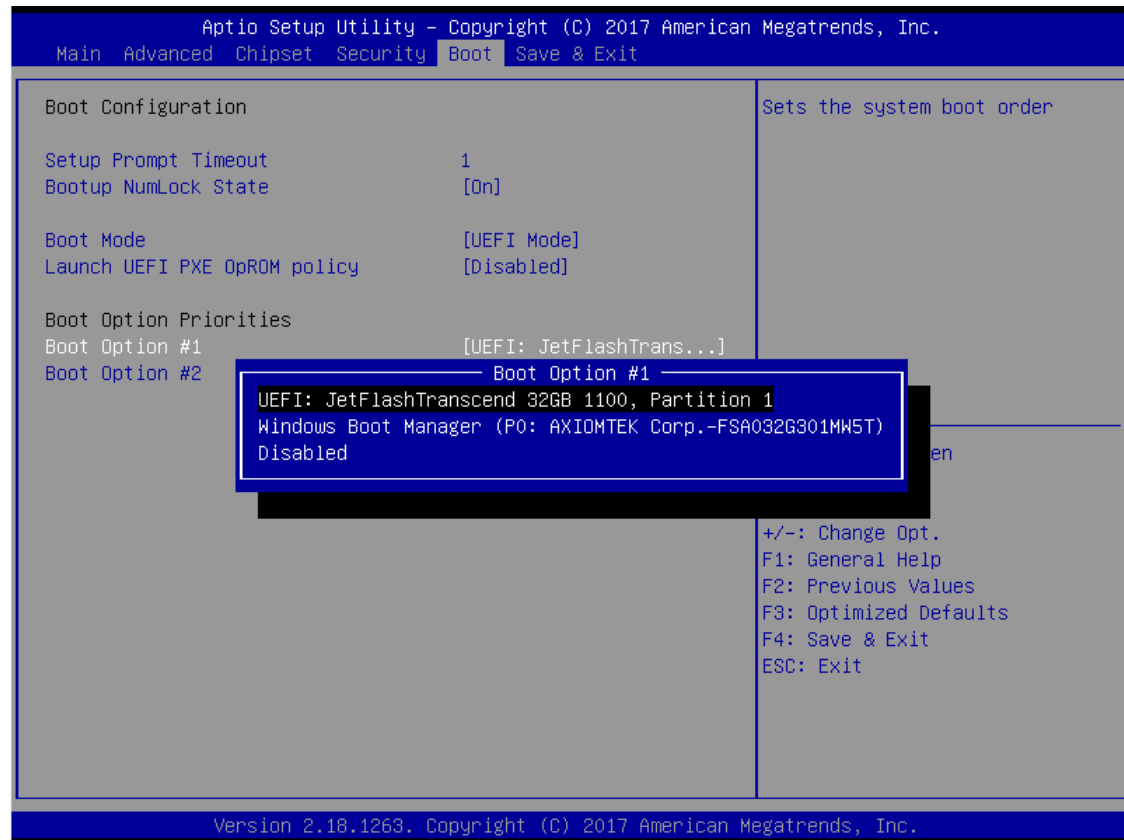 Aptio Setup Utility – Copyright (C) 2017 American Megatrends, Inc.
Main Advanced Chipset Security Boot Save & Exit
Boot Configuration
Setup Prompt Timeout 1
Bootup NumLock State [On]
Boot Mode [UEFI Mode]
Launch UEFI PXE OpROM policy [Disabled]
Boot Option Priorities
Boot Option #1 [UEFI: JetFlashTrans...]
Boot Option #2
Boot Option #1
UEFI: JetFlashTranscend 32GB 1100, Partition 1
Windows Boot Manager (P0: AXIOMTEK Corp.-FSA032G301MW5T)
Disabled
Sets the system boot order
en
+/-: Change Opt.
F1: General Help
F2: Previous Values
F3: Optimized Defaults
F4: Save & Exit
ESC: Exit
Version 2.18.1263. Copyright (C) 2017 American Megatrends, Inc.